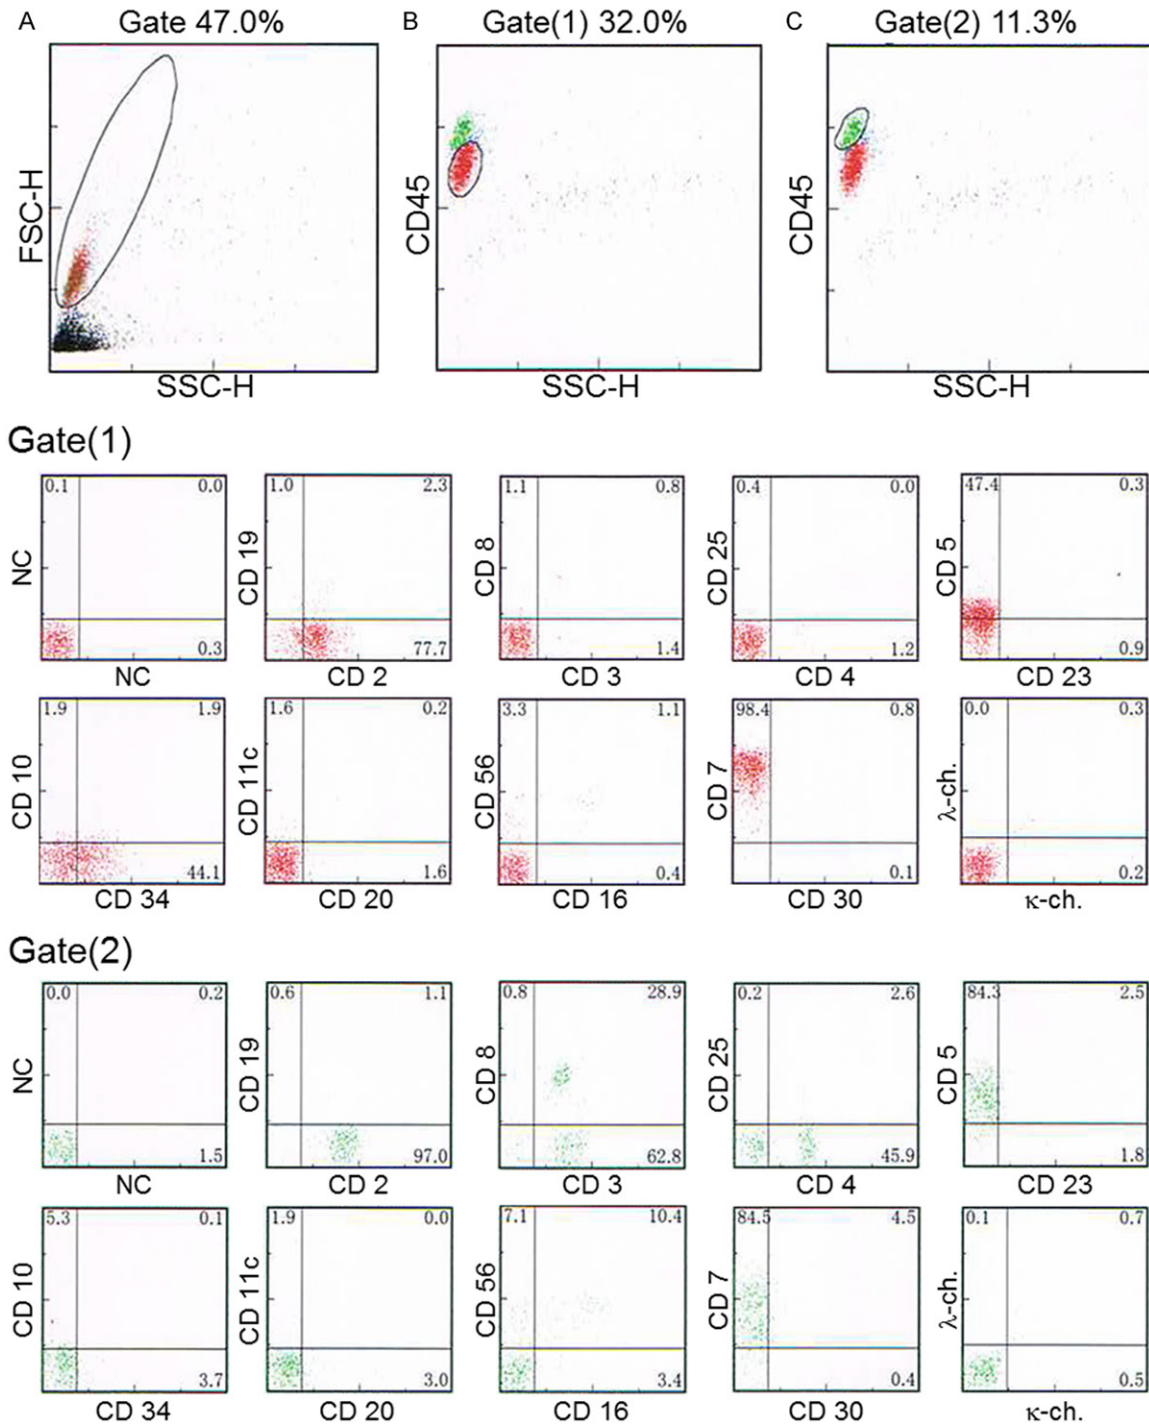 A Gate 47.0% B Gate(1) 32.0% C Gate(2) 11.3%
FSC-H CD45 CD45
SSC-H SSC-H SSC-H
Gate(1)
0.1 0.0 1.0 2.3 1.1 0.8 0.4 0.0 47.4 0.3
NC CD 19 CD 8 CD 25 CD 5
0.3 77.7 1.4 1.2 0.9
NC CD 2 CD 3 CD 4 CD 23
1.9 1.9 1.6 0.2 3.3 1.1 98.4 0.8 0.0 0.3
CD 10 CD 11c CD 56 CD 7 λ-ch.
44.1 1.6 0.4 0.1 0.2
CD 34 CD 20 CD 16 CD 30 κ-ch.
Gate(2)
0.0 0.2 0.6 1.1 0.8 28.9 0.2 2.6 84.3 2.5
NC CD 19 CD 8 CD 25 CD 5
1.5 97.0 62.8 45.9 1.8
NC CD 2 CD 3 CD 4 CD 23
5.3 0.1 1.9 0.0 7.1 10.4 84.5 4.5 0.1 0.7
CD 10 CD 11c CD 56 CD 7 λ-ch.
3.7 3.0 3.4 0.4 0.5
CD 34 CD 20 CD 16 CD 30 κ-ch.